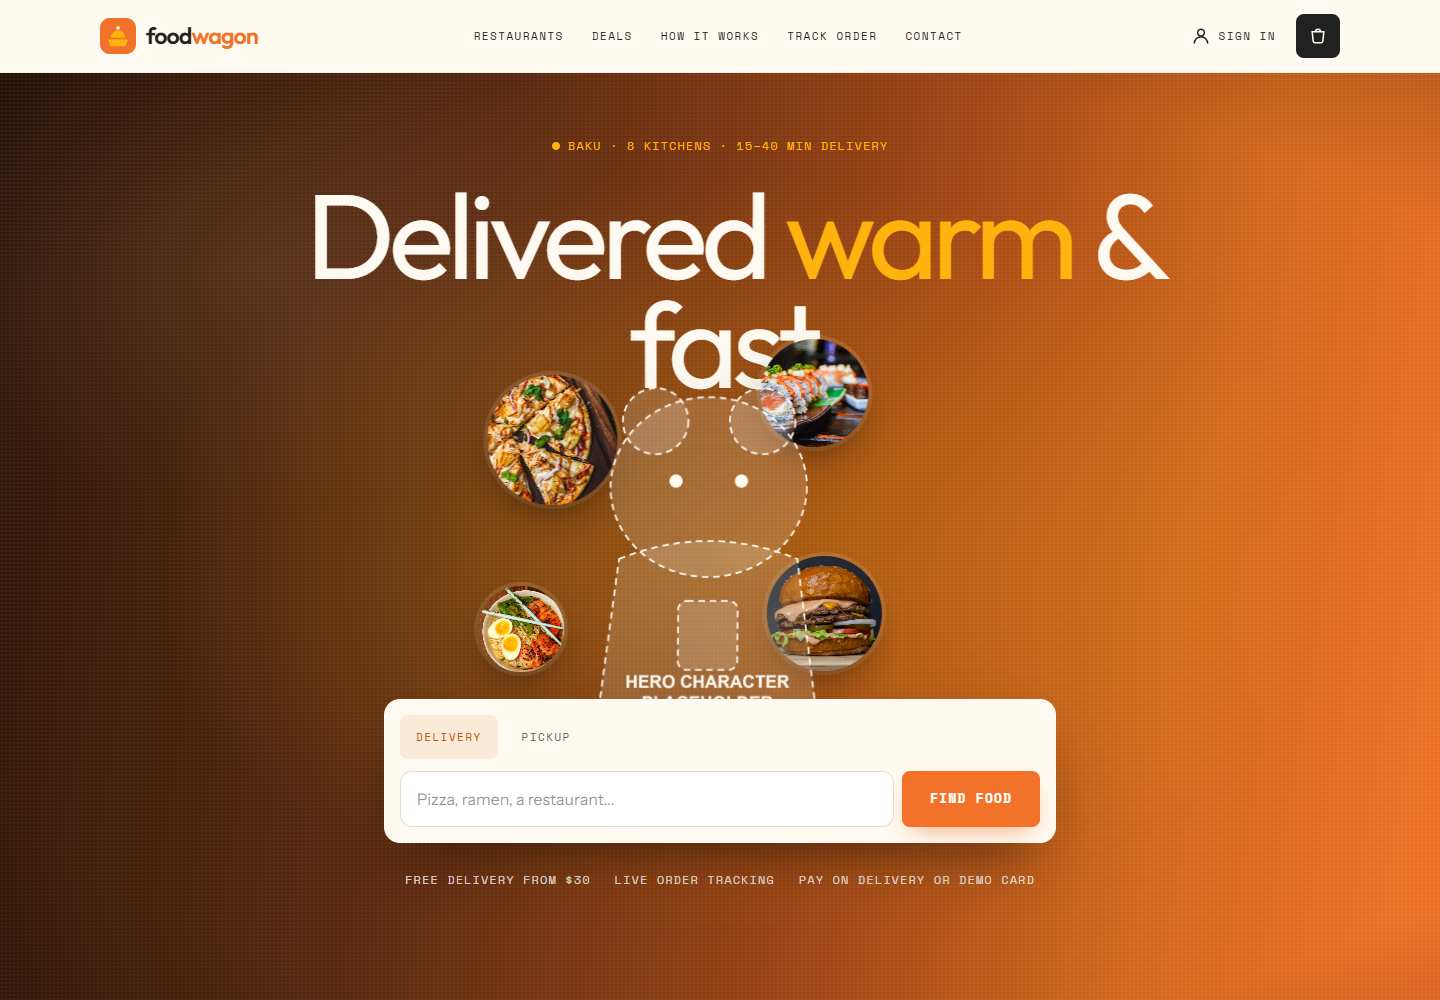 foodwagon
RESTAURANTS
DEALS
HOW IT WORKS
TRACK ORDER
CONTACT
SIGN IN
BAKU · 8 KITCHENS · 15–40 MIN DELIVERY
Delivered warm &
fast
HERO CHARACTER
PLACEHOLDER
DELIVERY
PICKUP
Pizza, ramen, a restaurant...
FIND FOOD
FREE DELIVERY FROM $30
LIVE ORDER TRACKING
PAY ON DELIVERY OR DEMO CARD